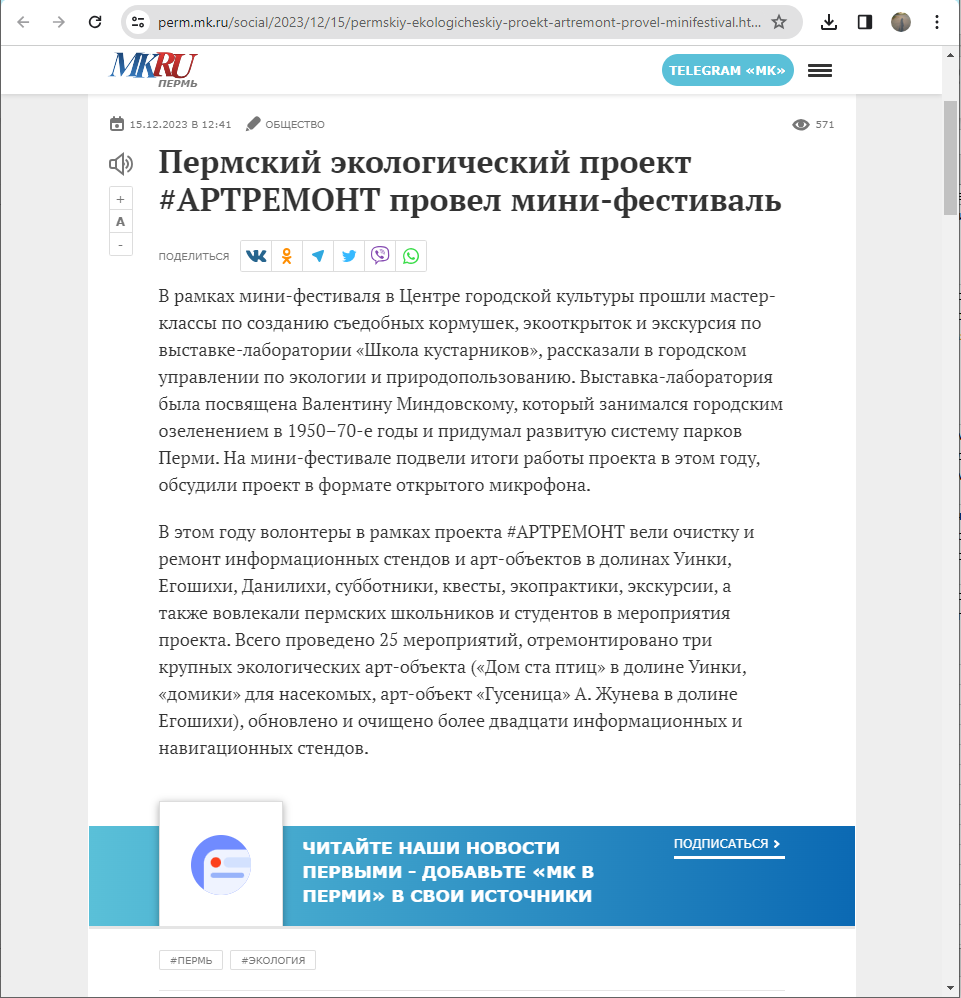 perm.mk.ru/social/2023/12/15/permskiy-ekologicheskiy-proekt-artremont-provel-minifestival.ht...
MKRU
ПЕРМЬ
TELEGRAM «МК»
15.12.2023 В 12:41 ОБЩЕСТВО 571
Пермский экологический проект
#АРТРЕМОНТ провел мини-фестиваль
+
А
-
ПОДЕЛИТЬСЯ
В рамках мини-фестиваля в Центре городской культуры прошли мастер-
классы по созданию съедобных кормушек, экооткрыток и экскурсия по
выставке-лаборатории «Школа кустарников», рассказали в городском
управлении по экологии и природопользованию. Выставка-лаборатория
была посвящена Валентину Миндовскому, который занимался городским
озеленением в 1950–70-е годы и придумал развитую систему парков
Перми. На мини-фестивале подвели итоги работы проекта в этом году,
обсудили проект в формате открытого микрофона.
В этом году волонтеры в рамках проекта #АРТРЕМОНТ вели очистку и
ремонт информационных стендов и арт-объектов в долинах Уинки,
Егошихи, Данилихи, субботники, квесты, экопрактики, экскурсии, а
также вовлекали пермских школьников и студентов в мероприятия
проекта. Всего проведено 25 мероприятий, отремонтировано три
крупных экологических арт-объекта («Дом ста птиц» в долине Уинки,
«домики» для насекомых, арт-объект «Гусеница» А. Жунева в долине
Егошихи), обновлено и очищено более двадцати информационных и
навигационных стендов.
ЧИТАЙТЕ НАШИ НОВОСТИ
ПЕРВЫМИ - ДОБАВЬТЕ «МК В
ПЕРМИ» В СВОИ ИСТОЧНИКИ
ПОДПИСАТЬСЯ
#ПЕРМЬ #ЭКОЛОГИЯ